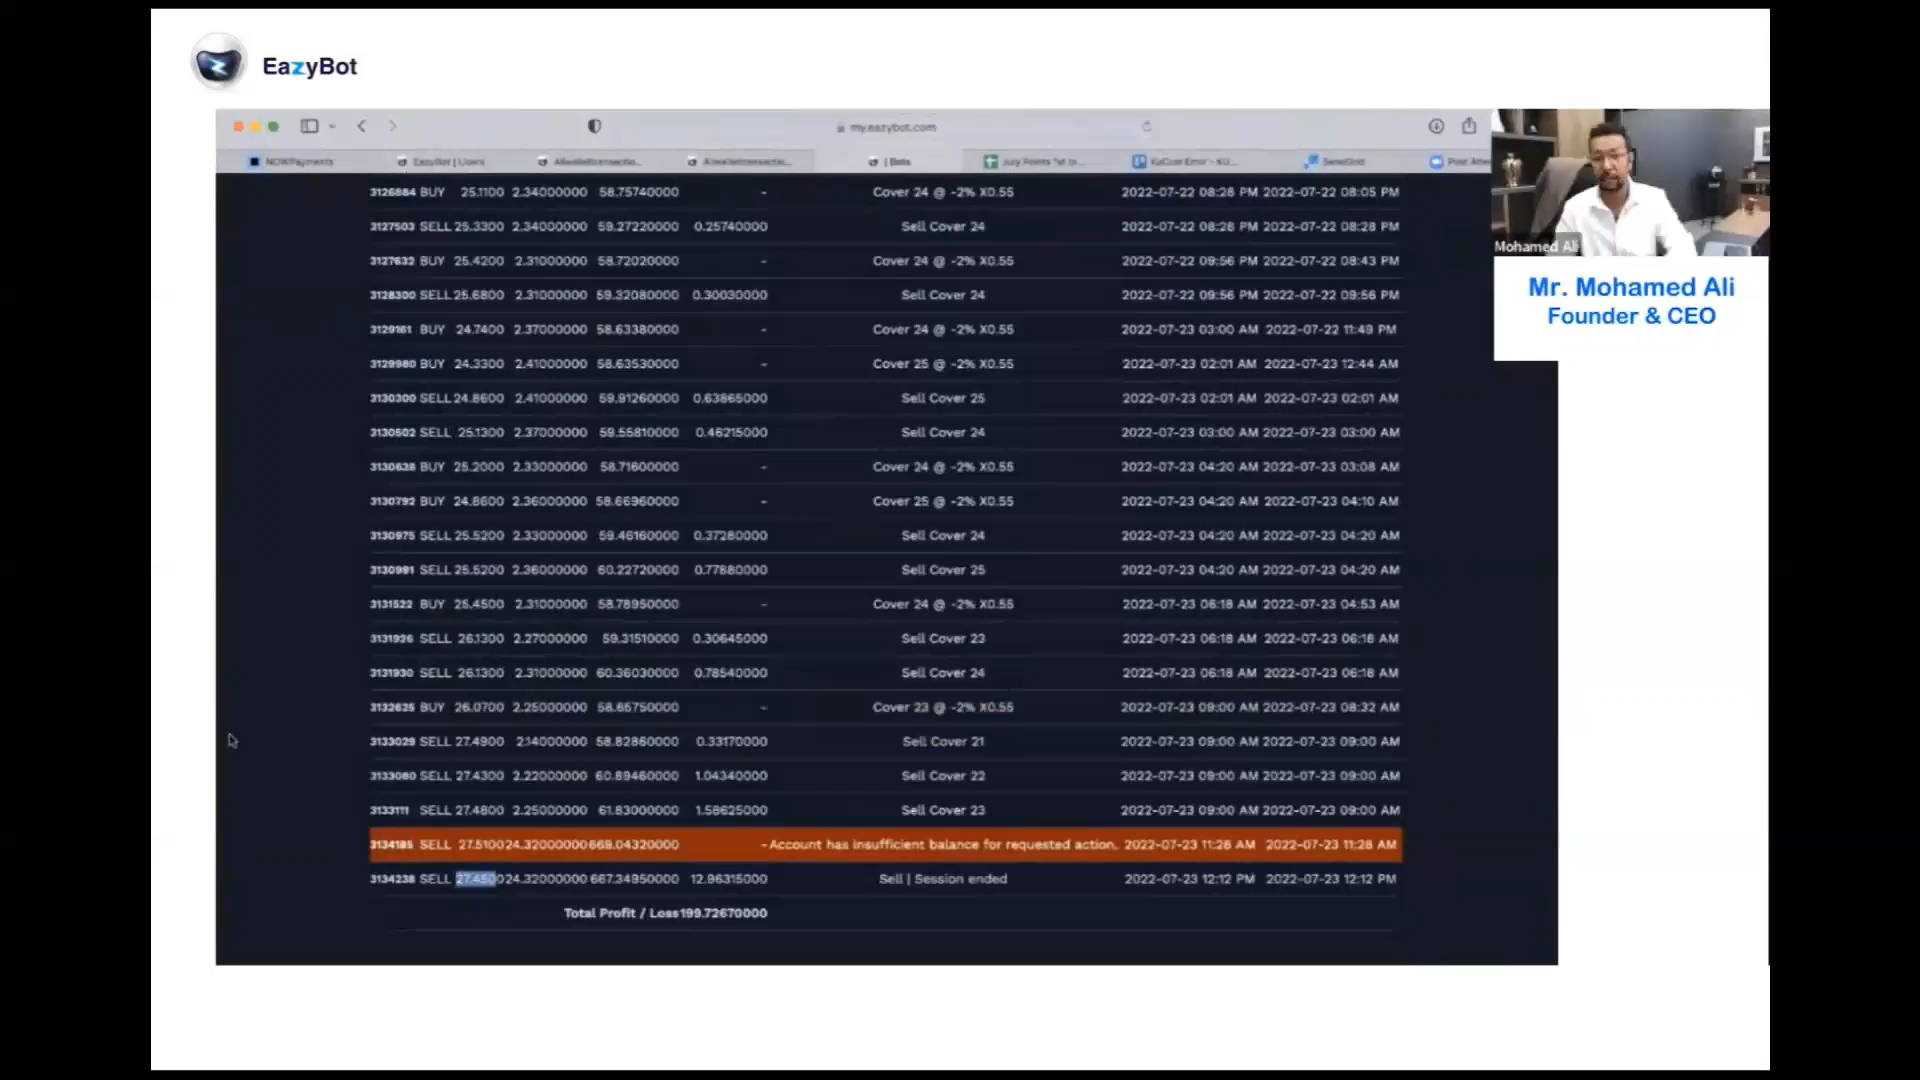 EazyBot
my.eazybot.com
NOWPayments
EazyBot | Users
| Bots
SendGrid
3126884 BUY 25.1100 2.34000000 58.75740000 - Cover 24 @ -2% X0.55 2022-07-22 08:28 PM 2022-07-22 08:05 PM
3127503 SELL 25.3300 2.34000000 59.27220000 0.25740000 Sell Cover 24 2022-07-22 08:28 PM 2022-07-22 08:28 PM
3127632 BUY 25.4200 2.31000000 58.72020000 - Cover 24 @ -2% X0.55 2022-07-22 09:56 PM 2022-07-22 08:43 PM
3128300 SELL 25.6800 2.31000000 59.32080000 0.30030000 Sell Cover 24 2022-07-22 09:56 PM 2022-07-22 09:56 PM
3129161 BUY 24.7400 2.37000000 58.63380000 - Cover 24 @ -2% X0.55 2022-07-23 03:00 AM 2022-07-22 11:49 PM
3129980 BUY 24.3300 2.41000000 58.63530000 - Cover 25 @ -2% X0.55 2022-07-23 02:01 AM 2022-07-23 12:44 AM
3130300 SELL 24.8600 2.41000000 59.91260000 0.63865000 Sell Cover 25 2022-07-23 02:01 AM 2022-07-23 02:01 AM
3130502 SELL 25.1300 2.37000000 59.55810000 0.46215000 Sell Cover 24 2022-07-23 03:00 AM 2022-07-23 03:00 AM
3130628 BUY 25.2000 2.33000000 58.71600000 - Cover 24 @ -2% X0.55 2022-07-23 04:20 AM 2022-07-23 03:08 AM
3130792 BUY 24.8600 2.36000000 58.66960000 - Cover 25 @ -2% X0.55 2022-07-23 04:20 AM 2022-07-23 04:10 AM
3130975 SELL 25.5200 2.33000000 59.46160000 0.37280000 Sell Cover 24 2022-07-23 04:20 AM 2022-07-23 04:20 AM
3130991 SELL 25.5200 2.36000000 60.22720000 0.77880000 Sell Cover 25 2022-07-23 04:20 AM 2022-07-23 04:20 AM
3131522 BUY 25.4500 2.31000000 58.78950000 - Cover 24 @ -2% X0.55 2022-07-23 06:18 AM 2022-07-23 04:53 AM
3131926 SELL 26.1300 2.27000000 59.31510000 0.30645000 Sell Cover 23 2022-07-23 06:18 AM 2022-07-23 06:18 AM
3131930 SELL 26.1300 2.31000000 60.36030000 0.78540000 Sell Cover 24 2022-07-23 06:18 AM 2022-07-23 06:18 AM
3132625 BUY 26.0700 2.25000000 58.65750000 - Cover 23 @ -2% X0.55 2022-07-23 09:00 AM 2022-07-23 08:32 AM
3133029 SELL 27.4900 2.14000000 58.82860000 0.33170000 Sell Cover 21 2022-07-23 09:00 AM 2022-07-23 09:00 AM
3133080 SELL 27.4300 2.22000000 60.89460000 1.04340000 Sell Cover 22 2022-07-23 09:00 AM 2022-07-23 09:00 AM
3133111 SELL 27.4800 2.25000000 61.83000000 1.58625000 Sell Cover 23 2022-07-23 09:00 AM 2022-07-23 09:00 AM
3134185 SELL 27.5100 24.32000000 669.04320000 - Account has insufficient balance for requested action. 2022-07-23 11:28 AM 2022-07-23 11:28 AM
3134238 SELL 27.4500 24.32000000 667.34950000 12.96315000 Sell | Session ended 2022-07-23 12:12 PM 2022-07-23 12:12 PM
Total Profit / Loss 199.72670000
Mohamed Ali
Mr. Mohamed Ali
Founder & CEO